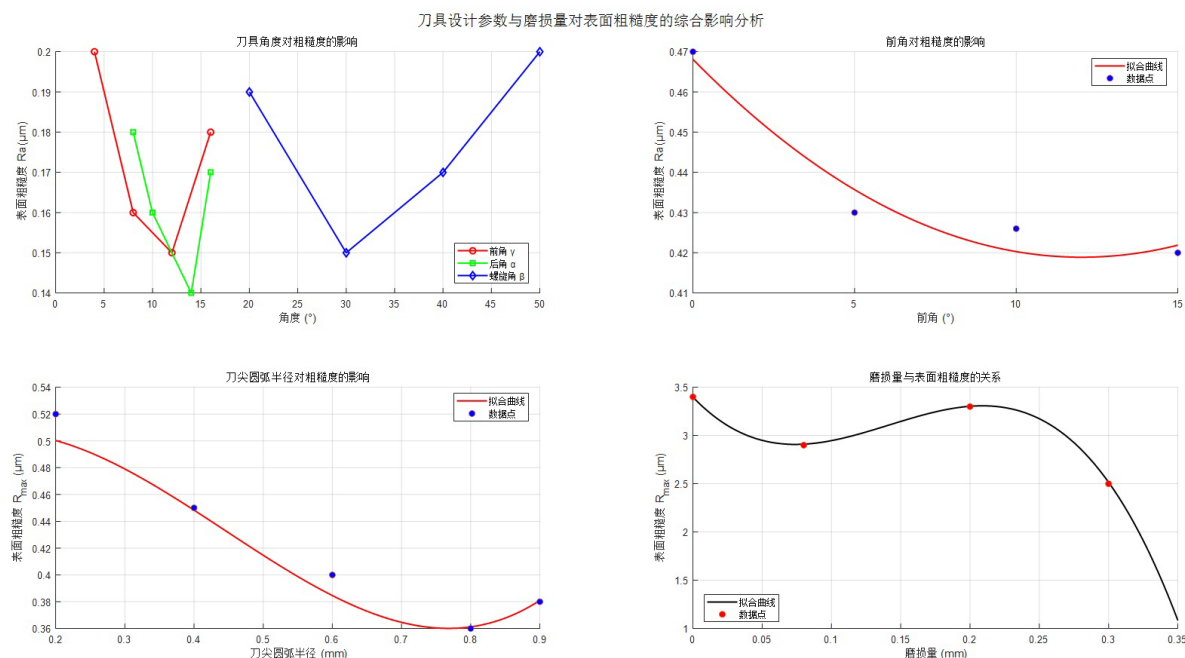 刀具设计参数与磨损量对表面粗糙度的综合影响分析
刀具角度对粗糙度的影响
0.2
0.19
0.18
0.17
0.16
0.15
0.14
表面粗糙度 Ra (μm)
0 5 10 15 20 25 30 35 40 45 50
角度 (°)
前角 γ
后角 α
螺旋角 β
前角对粗糙度的影响
0.47
0.46
0.45
0.44
0.43
0.42
0.41
表面粗糙度 Ra (μm)
0 5 10 15
前角 (°)
拟合曲线
数据点
刀尖圆弧半径对粗糙度的影响
0.54
0.52
0.5
0.48
0.46
0.44
0.42
0.4
0.38
0.36
表面粗糙度 Rmax (μm)
0.2 0.3 0.4 0.5 0.6 0.7 0.8 0.9
刀尖圆弧半径 (mm)
拟合曲线
数据点
磨损量与表面粗糙度的关系
3.5
3
2.5
2
1.5
1
表面粗糙度 Rmax (μm)
0 0.05 0.1 0.15 0.2 0.25 0.3 0.35
磨损量 (mm)
拟合曲线
数据点